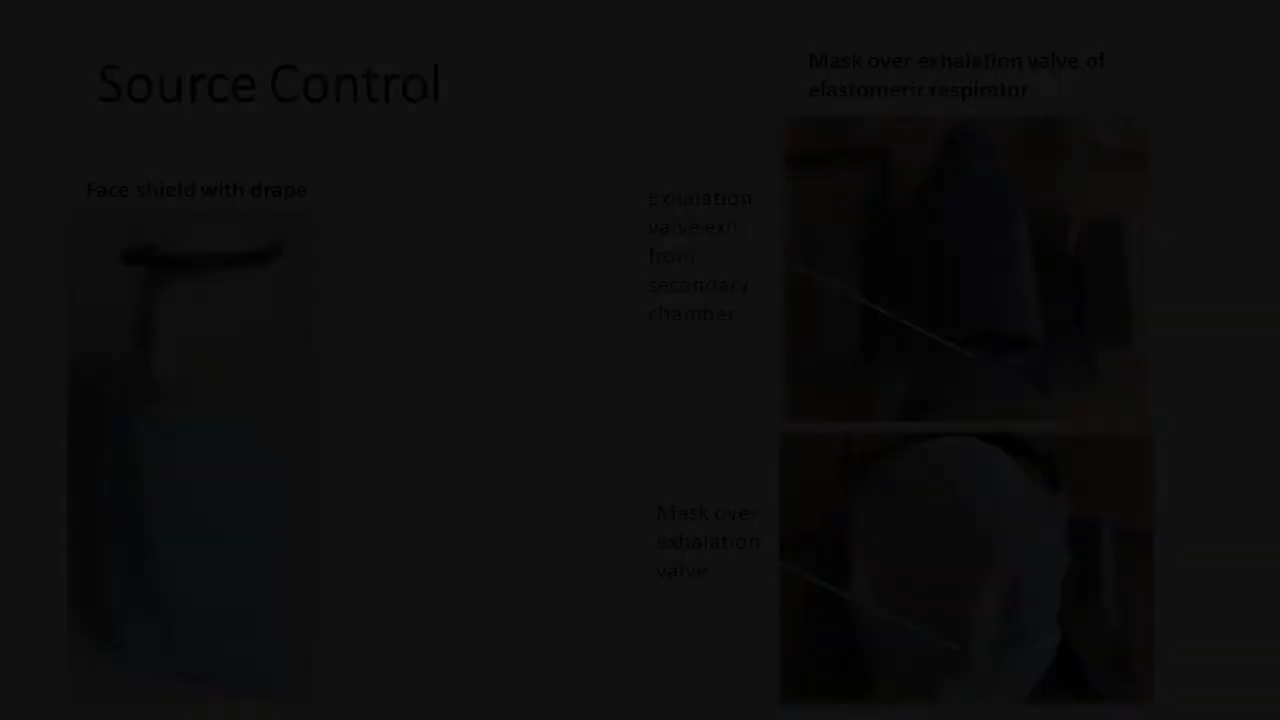 Source Control
Mask over exhalation valve of
elastomeric respirator
Face shield with drape
Exhalation
valve exit
from
secondary
chamber
Mask over
exhalation
valve